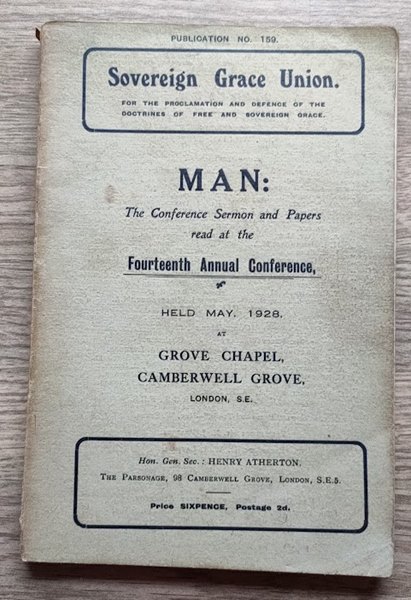 PUBLICATION NO. 159.
Sovereign Grace Union.
FOR THE PROCLAMATION AND DEFENCE OF THE
DOCTRINES OF FREE AND SOVEREIGN GRACE.
MAN:
The Conference Sermon and Papers
read at the
Fourteenth Annual Conference,
HELD MAY, 1928,
AT
GROVE CHAPEL,
CAMBERWELL GROVE,
LONDON, S.E.
Hon. Gen. Sec.: HENRY ATHERTON,
THE PARSONAGE, 98 CAMBERWELL GROVE, LONDON, S.E.5.
Price SIXPENCE, Postage 2d.